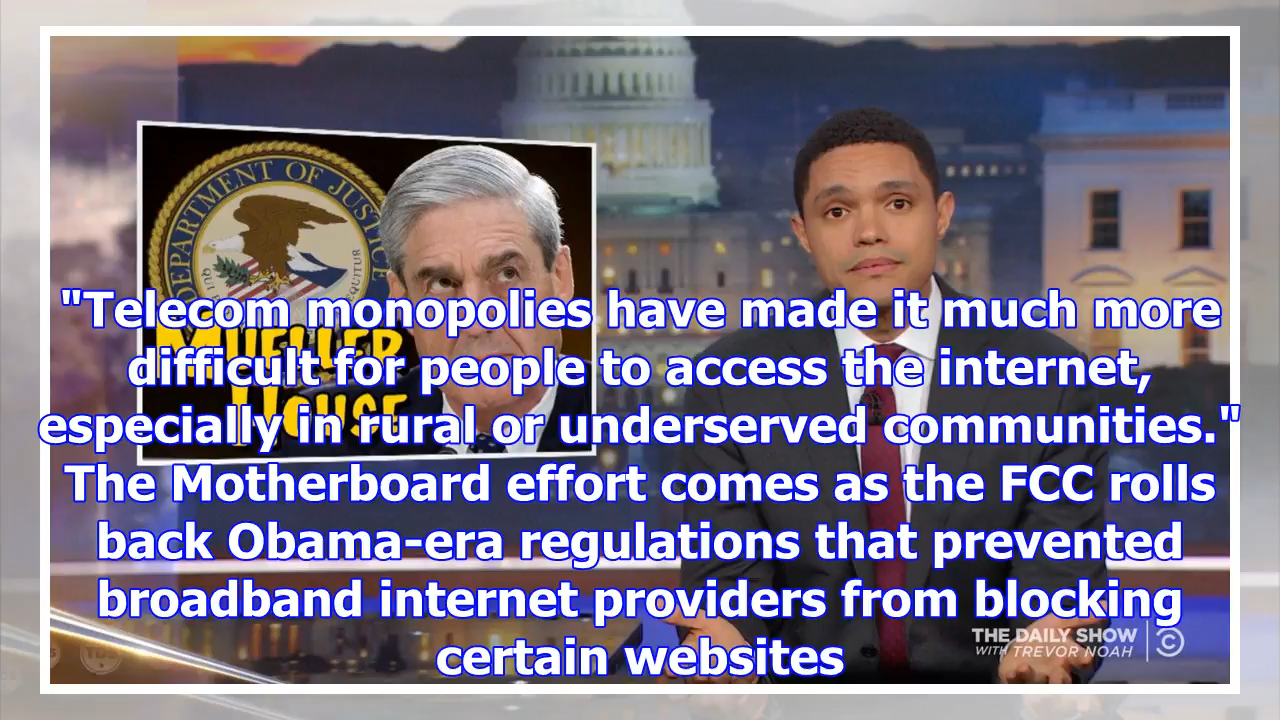 DEPARTMENT OF JUSTICE
QUI
EQUITUR
MUELLER
HOUSE
"Telecom monopolies have made it much more
difficult for people to access the internet,
especially in rural or underserved communities."
The Motherboard effort comes as the FCC rolls
back Obama-era regulations that prevented
broadband internet providers from blocking
certain websites
THE DAILY SHOW
WITH TREVOR NOAH